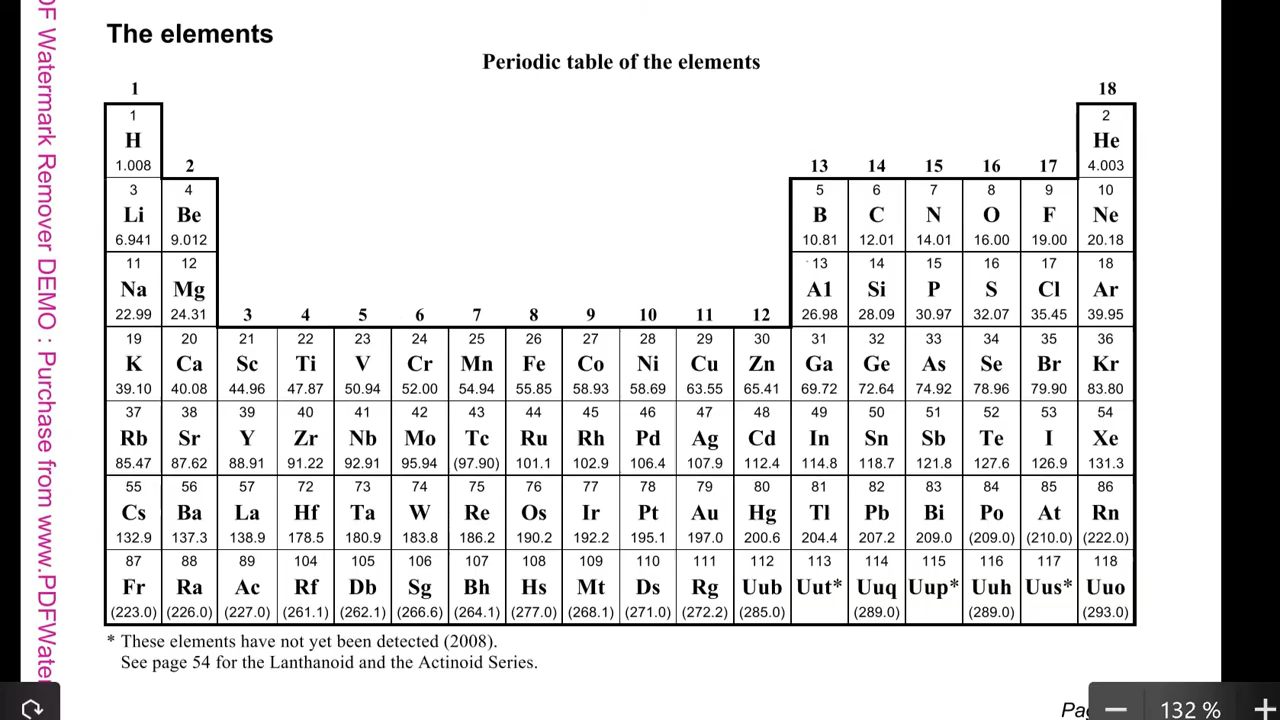 The elements
Periodic table of the elements
1 18
1 2
H He
1.008 2 13 14 15 16 17 4.003
3 4 5 6 7 8 9 10
Li Be B C N O F Ne
6.941 9.012 10.81 12.01 14.01 16.00 19.00 20.18
11 12 13 14 15 16 17 18
Na Mg A1 Si P S Cl Ar
22.99 24.31 3 4 5 6 7 8 9 10 11 12 26.98 28.09 30.97 32.07 35.45 39.95
19 20 21 22 23 24 25 26 27 28 29 30 31 32 33 34 35 36
K Ca Sc Ti V Cr Mn Fe Co Ni Cu Zn Ga Ge As Se Br Kr
39.10 40.08 44.96 47.87 50.94 52.00 54.94 55.85 58.93 58.69 63.55 65.41 69.72 72.64 74.92 78.96 79.90 83.80
37 38 39 40 41 42 43 44 45 46 47 48 49 50 51 52 53 54
Rb Sr Y Zr Nb Mo Tc Ru Rh Pd Ag Cd In Sn Sb Te I Xe
85.47 87.62 88.91 91.22 92.91 95.94 (97.90) 101.1 102.9 106.4 107.9 112.4 114.8 118.7 121.8 127.6 126.9 131.3
55 56 57 72 73 74 75 76 77 78 79 80 81 82 83 84 85 86
Cs Ba La Hf Ta W Re Os Ir Pt Au Hg Tl Pb Bi Po At Rn
132.9 137.3 138.9 178.5 180.9 183.8 186.2 190.2 192.2 195.1 197.0 200.6 204.4 207.2 209.0 (209.0) (210.0) (222.0)
87 88 89 104 105 106 107 108 109 110 111 112 113 114 115 116 117 118
Fr Ra Ac Rf Db Sg Bh Hs Mt Ds Rg Uub Uut* Uuq Uup* Uuh Uus* Uuo
(223.0) (226.0) (227.0) (261.1) (262.1) (266.6) (264.1) (277.0) (268.1) (271.0) (272.2) (285.0) (289.0) (289.0) (293.0)
* These elements have not yet been detected (2008).
See page 54 for the Lanthanoid and the Actinoid Series.
132 %
Watermark Remover DEMO : Purchase from